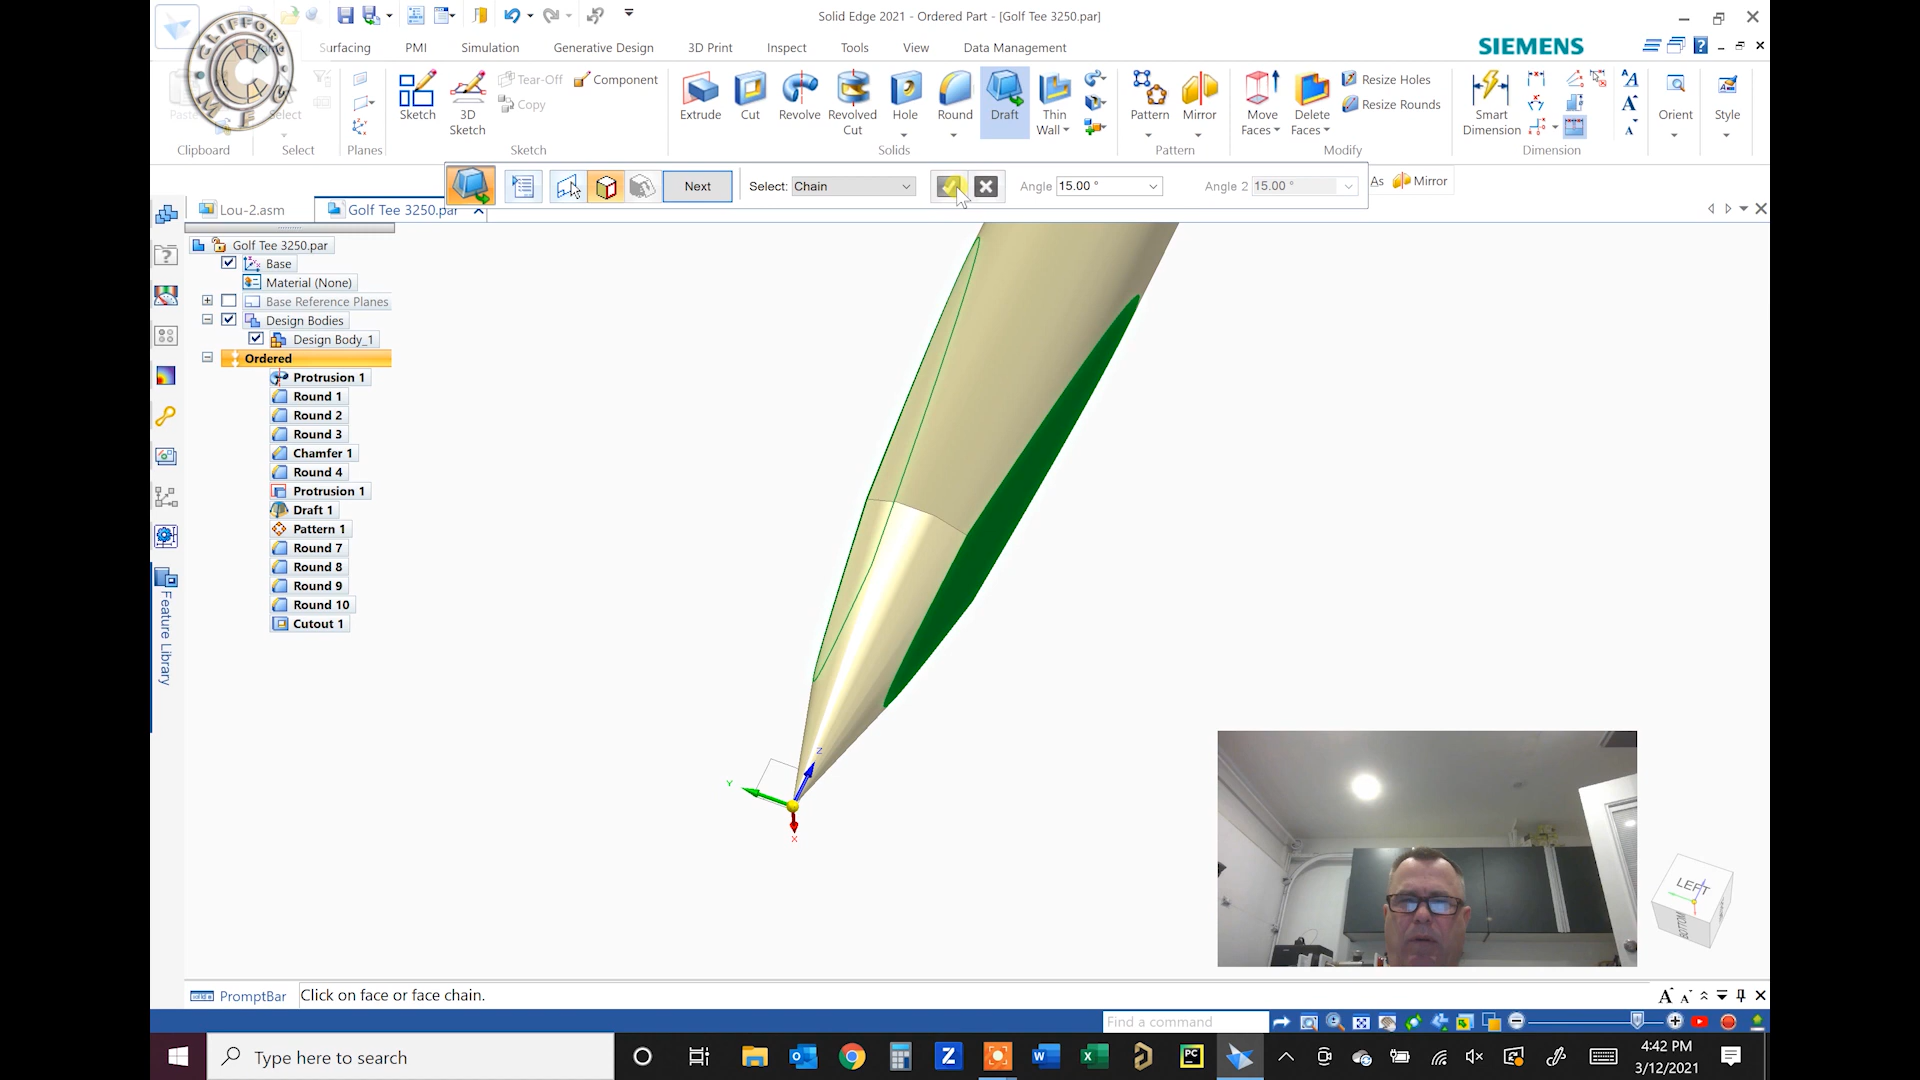 Solid Edge 2021 - Ordered Part - [Golf Tee 3250.par]
Surfacing PMI Simulation Generative Design 3D Print Inspect Tools View Data Management
SIEMENS
CLIFFORD
Paste
Clipboard
Select
Select
Planes
Sketch
3D Sketch
Tear-Off
Copy
Component
Sketch
Extrude Cut Revolve Revolved Cut Hole Round Draft Thin Wall
Solids
Pattern Mirror
Pattern
Move Faces Delete Faces
Resize Holes
Resize Rounds
Modify
Smart Dimension
Dimension
Orient
Style
Next
Select: Chain
Angle 15.00 °
Angle 2 15.00 °
As Mirror
Lou-2.asm
Golf Tee 3250.par
Golf Tee 3250.par
Base
Material (None)
Base Reference Planes
Design Bodies
Design Body_1
Ordered
Protrusion 1
Round 1
Round 2
Round 3
Chamfer 1
Round 4
Protrusion 1
Draft 1
Pattern 1
Round 7
Round 8
Round 9
Round 10
Cutout 1
Feature Library
Z
Y
X
LEFT
BOTTOM
PromptBar
Click on face or face chain.
Find a command
Type here to search
4:42 PM
3/12/2021